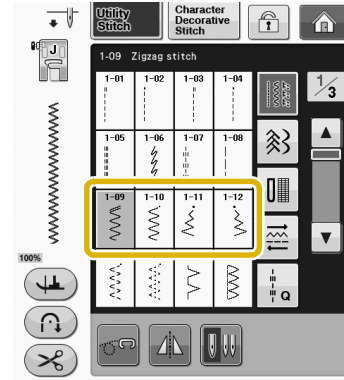 Utility
Stitch
Character
Decorative
Stitch
J
1-09 Zigzag stitch
1-01 1-02 1-03 1-04
1/3
1-05 1-06 1-07 1-08
1-09 1-10 1-11 1-12
100%
Q